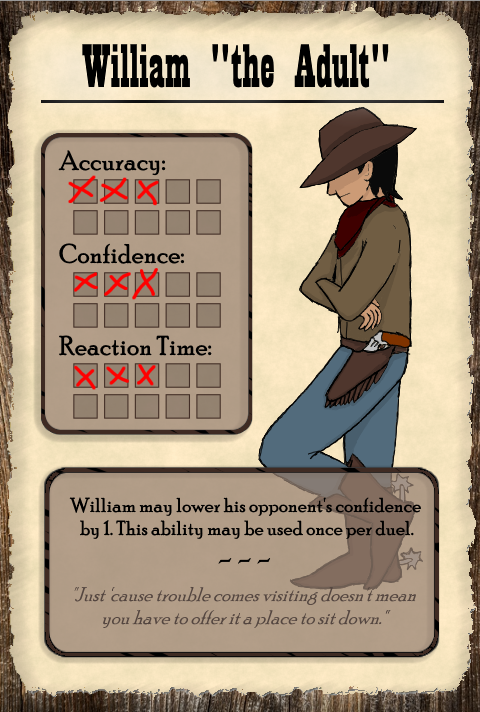 William "the Adult"
Accuracy:
Confidence:
Reaction Time:
William may lower his opponent's confidence
by 1. This ability may be used once per duel.
~ ~ ~
"Just 'cause trouble comes visiting doesn't mean
you have to offer it a place to sit down."